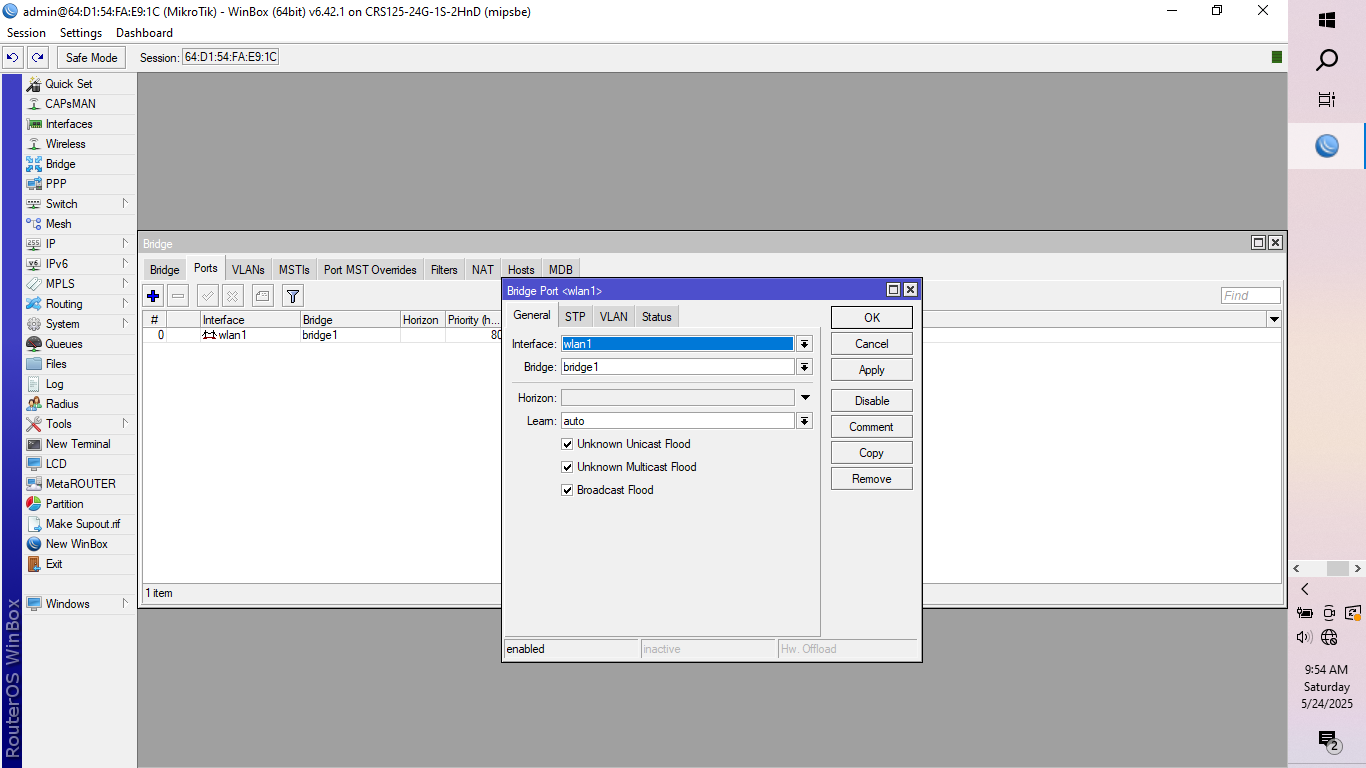 admin@64:D1:54:FA:E9:1C (MikroTik) - WinBox (64bit) v6.42.1 on CRS125-24G-1S-2HnD (mipsbe)
Session Settings Dashboard
Safe Mode Session: 64:D1:54:FA:E9:1C
Quick Set
CAPsMAN
Interfaces
Wireless
Bridge
PPP
Switch
Mesh
IP
IPv6
MPLS
Routing
System
Queues
Files
Log
Radius
Tools
New Terminal
LCD
MetaROUTER
Partition
Make Supout.rif
New WinBox
Exit
Windows
RouterOS WinBox
Bridge
Bridge Ports VLANs MSTIs Port MST Overrides Filters NAT Hosts MDB
Find
# Interface Bridge Horizon Priority (h...
0 wlan1 bridge1 80
1 item
Bridge Port <wlan1>
General STP VLAN Status
Interface: wlan1
Bridge: bridge1
Horizon:
Learn: auto
Unknown Unicast Flood
Unknown Multicast Flood
Broadcast Flood
OK
Cancel
Apply
Disable
Comment
Copy
Remove
enabled inactive Hw. Offload
9:54 AM
Saturday
5/24/2025
2